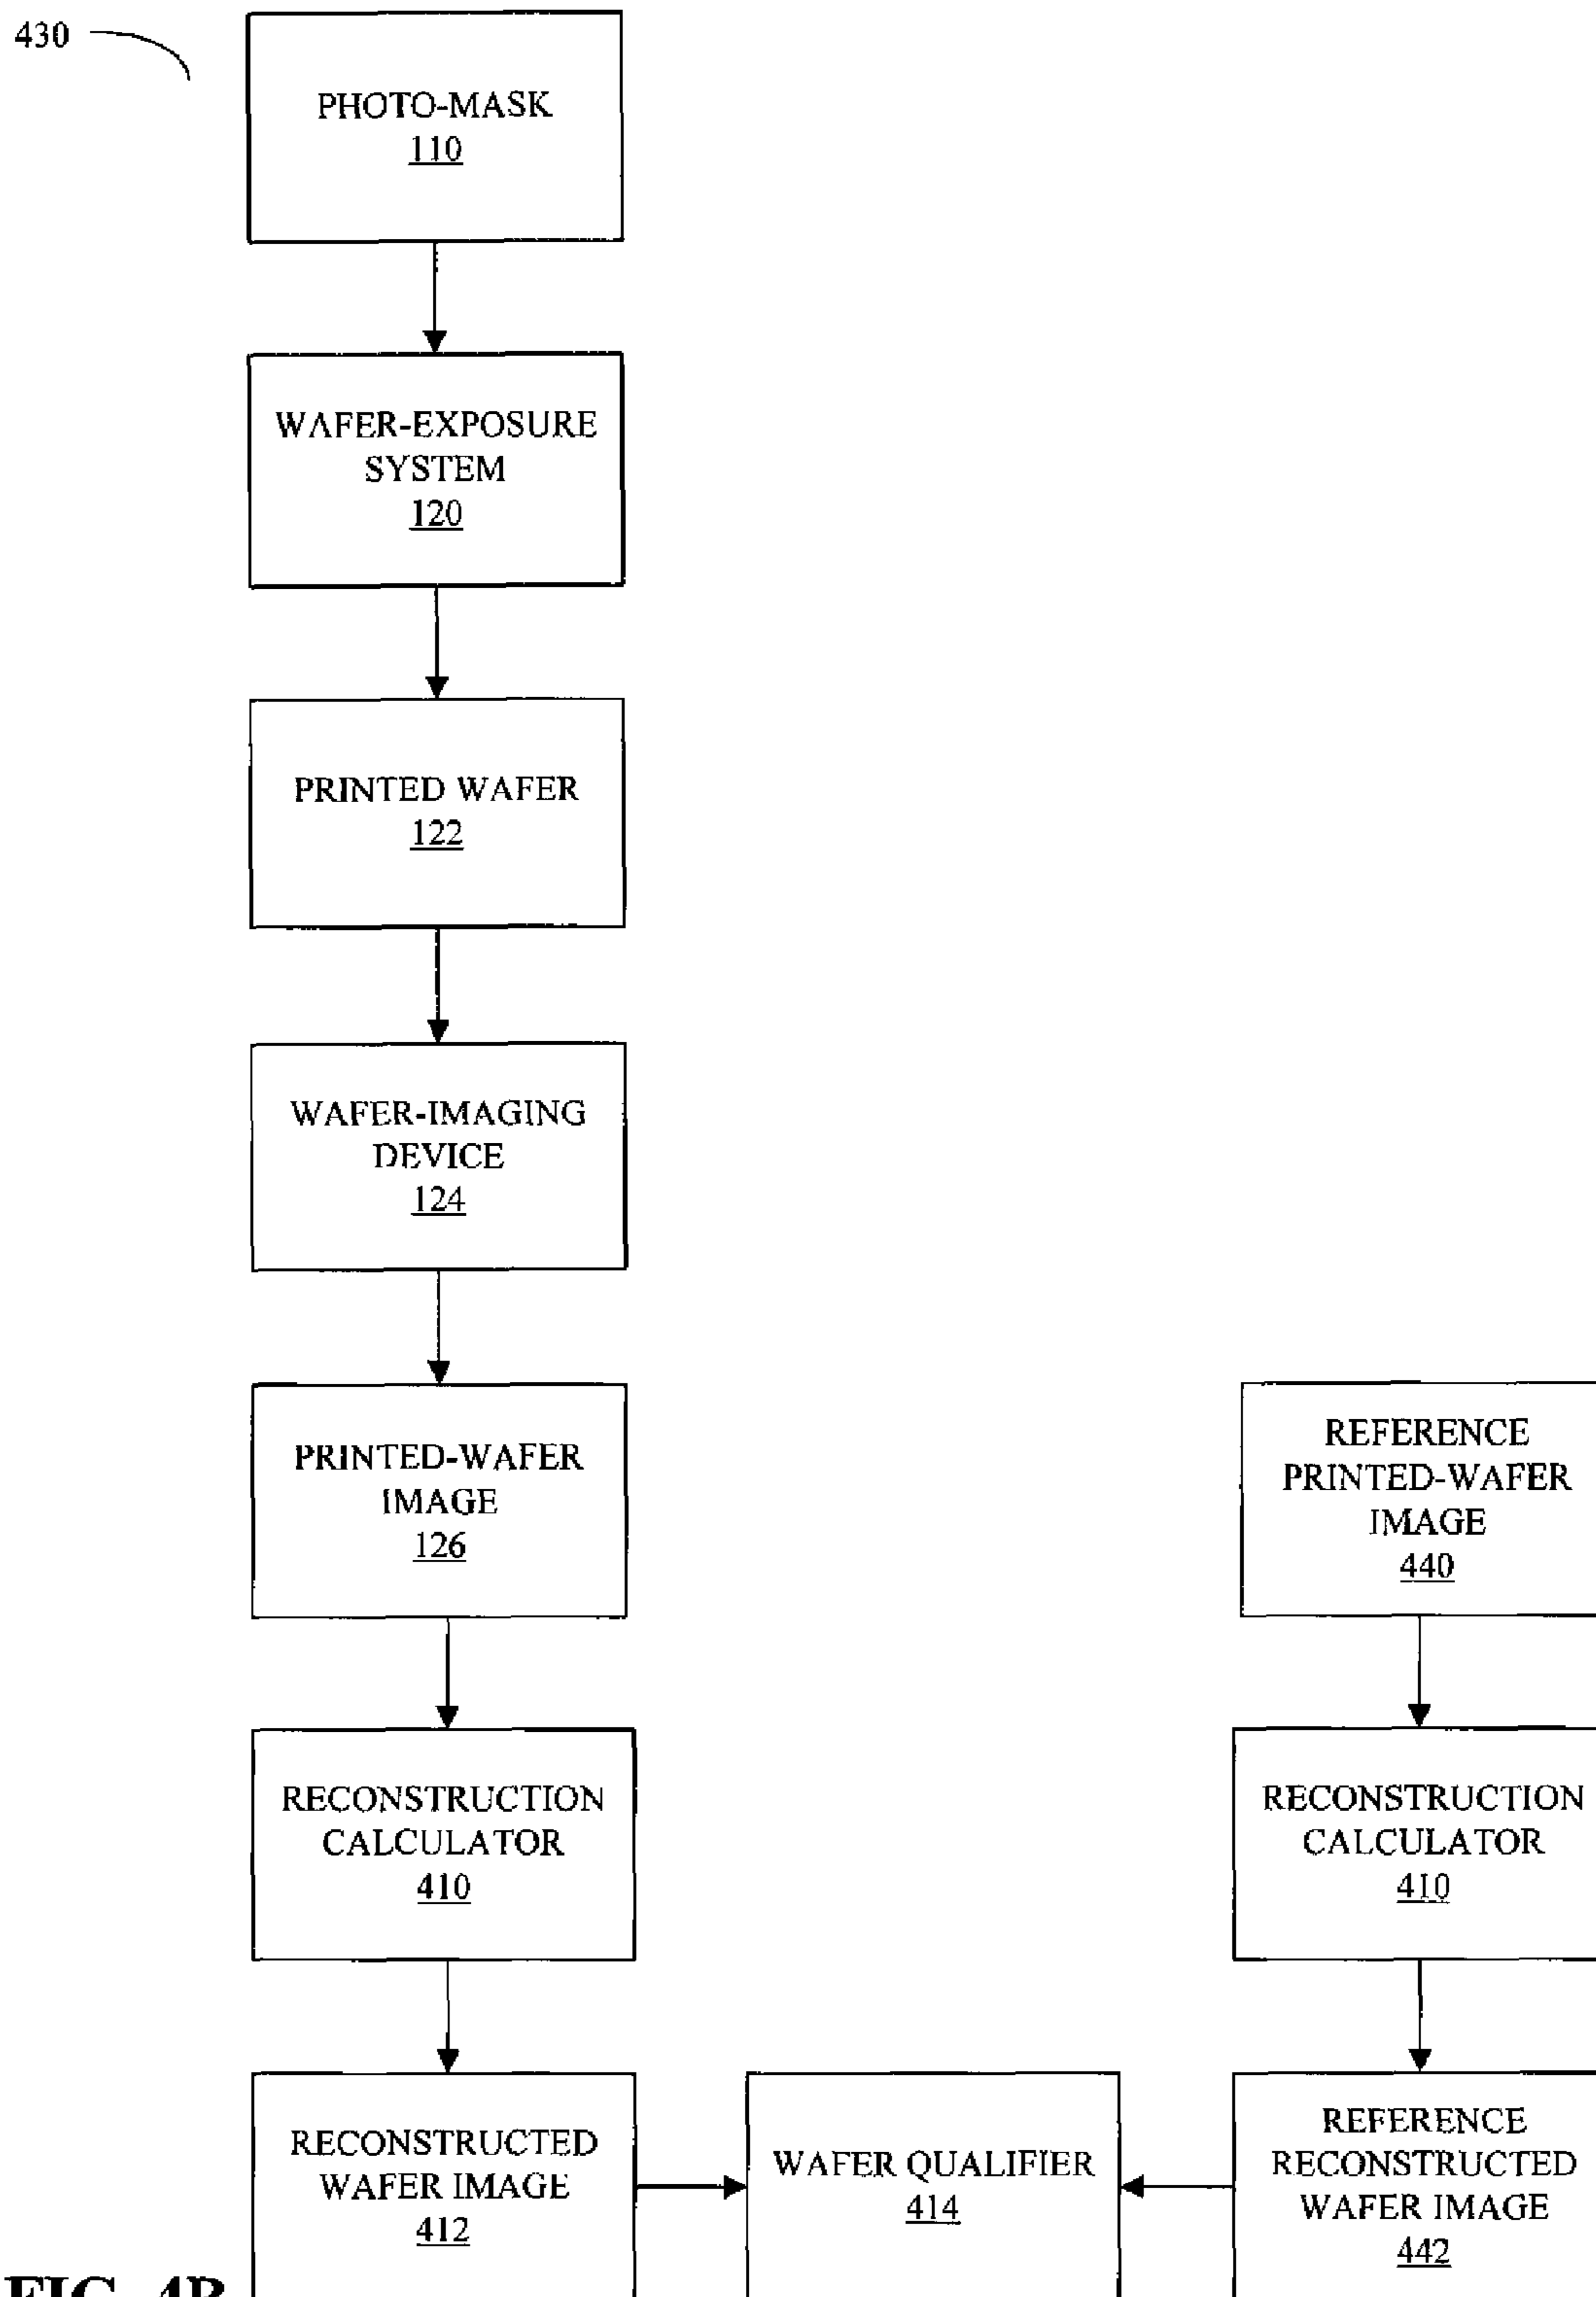 430
PHOTO-MASK
110
WAFER-EXPOSURE
SYSTEM
120
PRINTED WAFER
122
WAFER-IMAGING
DEVICE
124
PRINTED-WAFER
IMAGE
126
REFERENCE
PRINTED-WAFER
IMAGE
440
RECONSTRUCTION
CALCULATOR
410
RECONSTRUCTION
CALCULATOR
410
RECONSTRUCTED
WAFER IMAGE
412
WAFER QUALIFIER
414
REFERENCE
RECONSTRUCTED
WAFER IMAGE
442
FIG. 4B